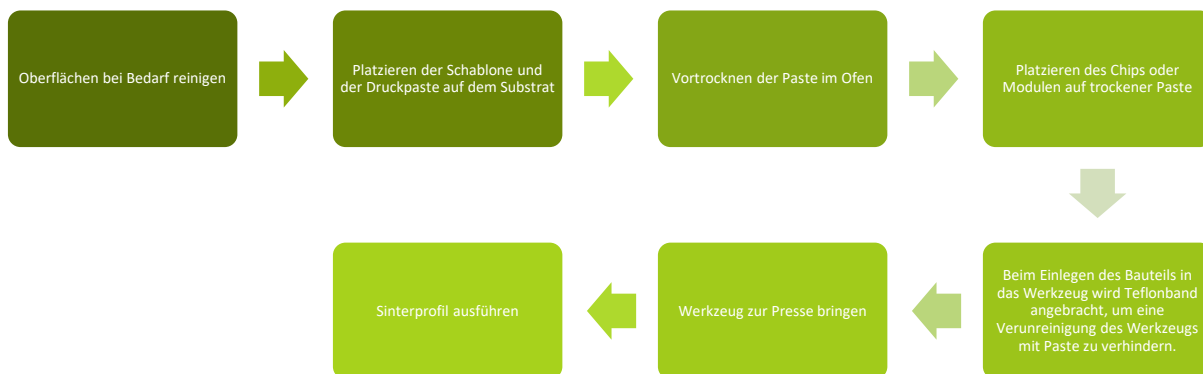 Oberflächen bei Bedarf reinigen
Platzieren der Schablone und
der Druckpaste auf dem Substrat
Vortrocknen der Paste im Ofen
Platzieren des Chips oder
Modulen auf trockener Paste
Beim Einlegen des Bauteils in
das Werkzeug wird Teflonband
angebracht, um eine
Verunreinigung des Werkzeugs
mit Paste zu verhindern.
Werkzeug zur Presse bringen
Sinterprofil ausführen